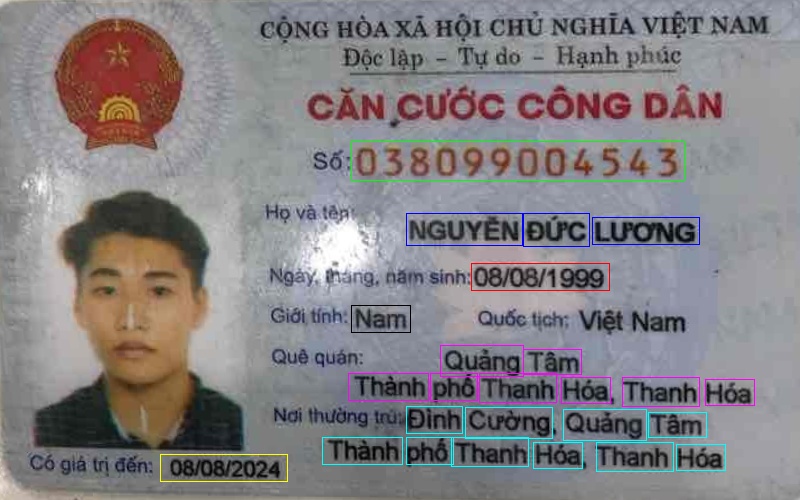 CỘNG HÒA XÃ HỘI CHỦ NGHĨA VIỆT NAM
Độc lập - Tự do - Hạnh phúc
CĂN CƯỚC CÔNG DÂN
Số: 038099004543
Họ và tên:
NGUYỄN ĐỨC LƯƠNG
Ngày, tháng, năm sinh: 08/08/1999
Giới tính: Nam Quốc tịch: Việt Nam
Quê quán: Quảng Tâm
Thành phố Thanh Hóa, Thanh Hóa
Nơi thường trú: Đình Cường, Quảng Tâm
Thành phố Thanh Hóa, Thanh Hóa
Có giá trị đến: 08/08/2024